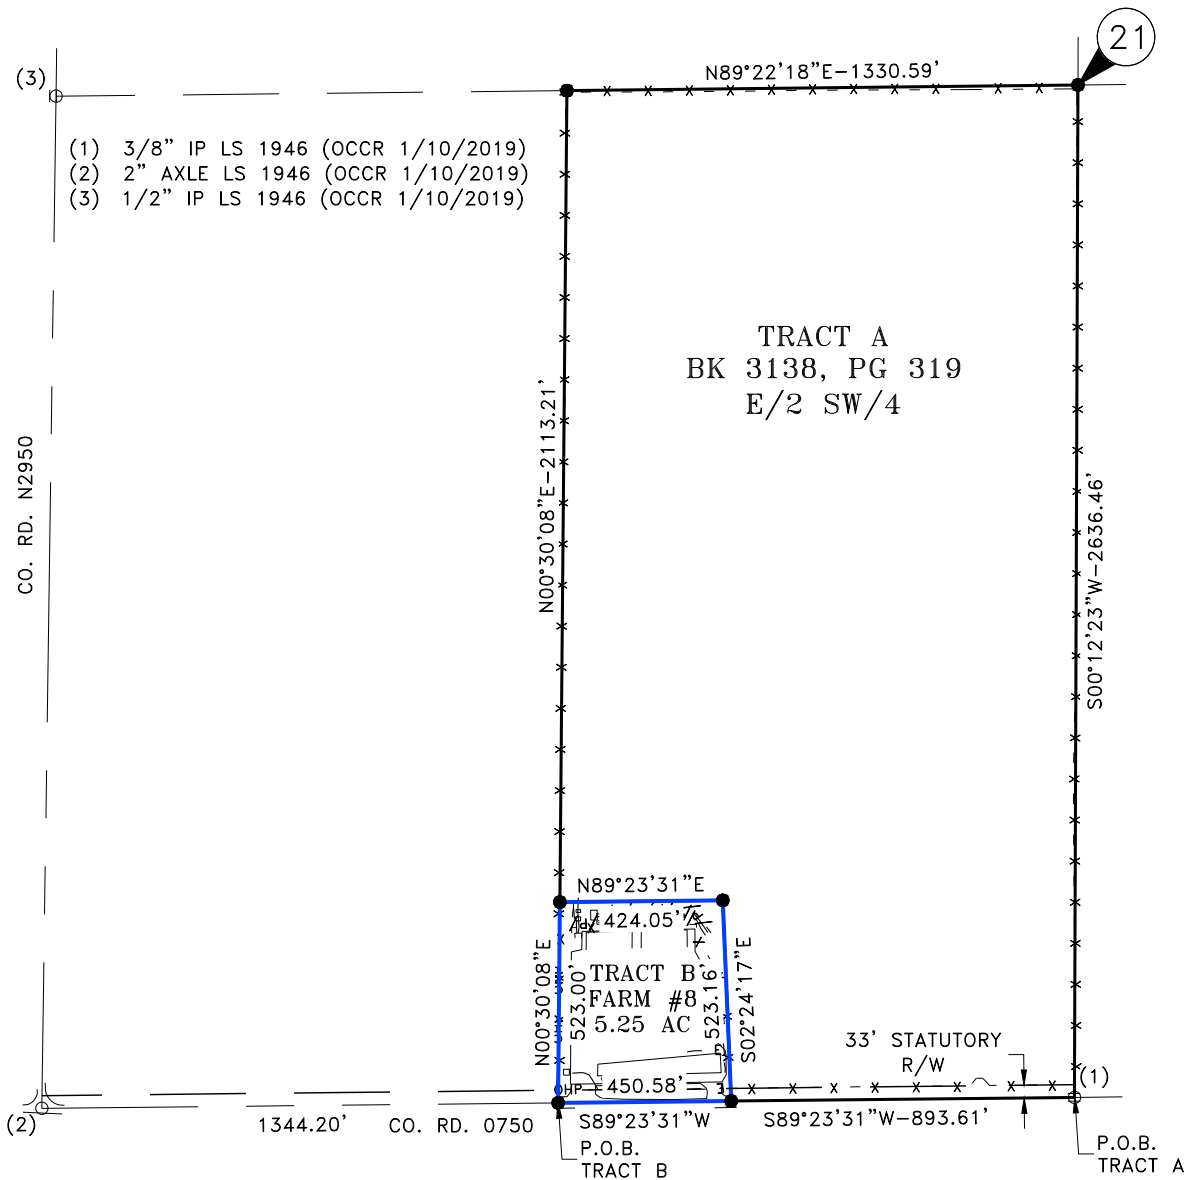 21
(3)
N89°22'18"E-1330.59'
(1) 3/8" IP LS 1946 (OCCR 1/10/2019)
(2) 2" AXLE LS 1946 (OCCR 1/10/2019)
(3) 1/2" IP LS 1946 (OCCR 1/10/2019)
TRACT A
BK 3138, PG 319
E/2 SW/4
CO. RD. N2950
N00°30'08"E-2113.21'
S00°12'23"W-2636.46'
N89°23'31"E
424.05'
N00°30'08"E
523.00'
TRACT B
FARM #8
5.25 AC
523.16'
S02°24'17"E
33' STATUTORY
R/W
OHP
450.58'
(1)
(2)
1344.20'
CO. RD. 0750
S89°23'31"W
S89°23'31"W-893.61'
P.O.B.
TRACT B
P.O.B.
TRACT A